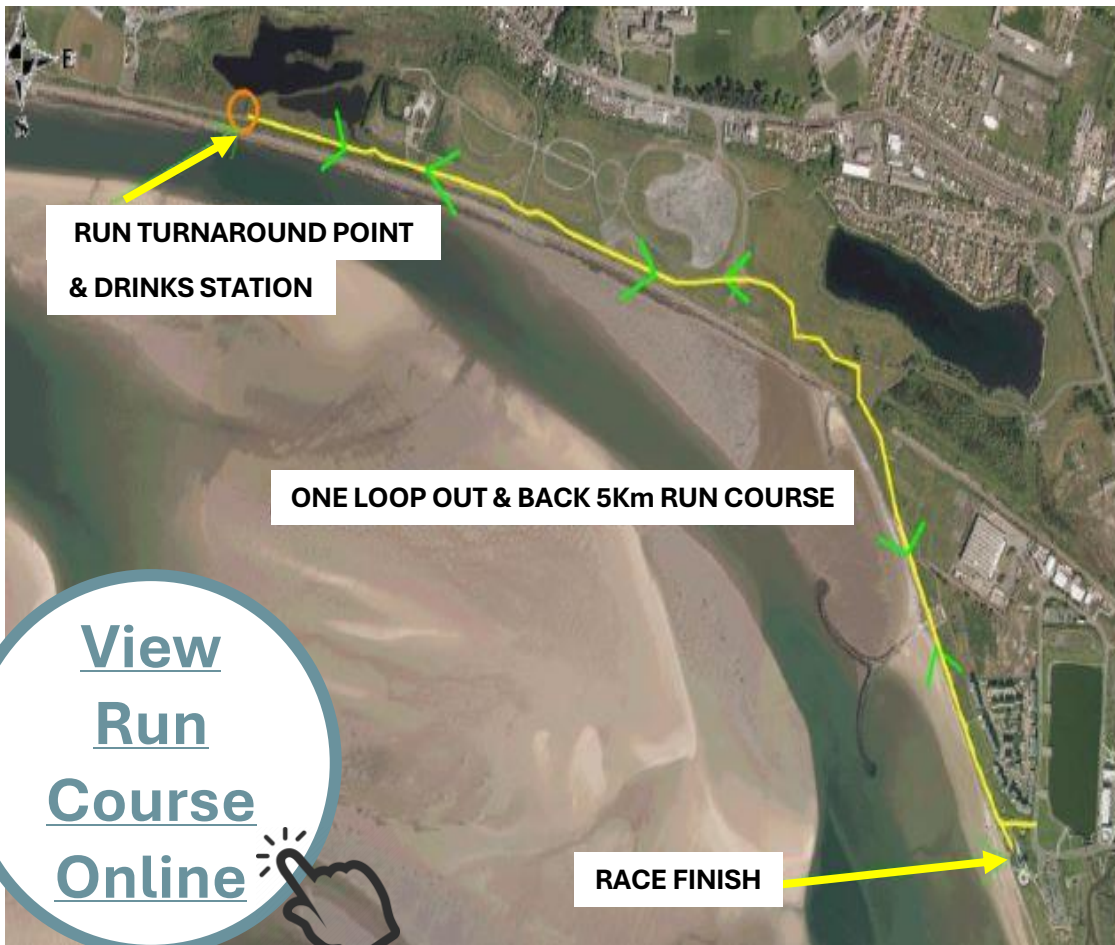 E
S
RUN TURNAROUND POINT
& DRINKS STATION
ONE LOOP OUT & BACK 5Km RUN COURSE
View
Run
Course
Online
RACE FINISH